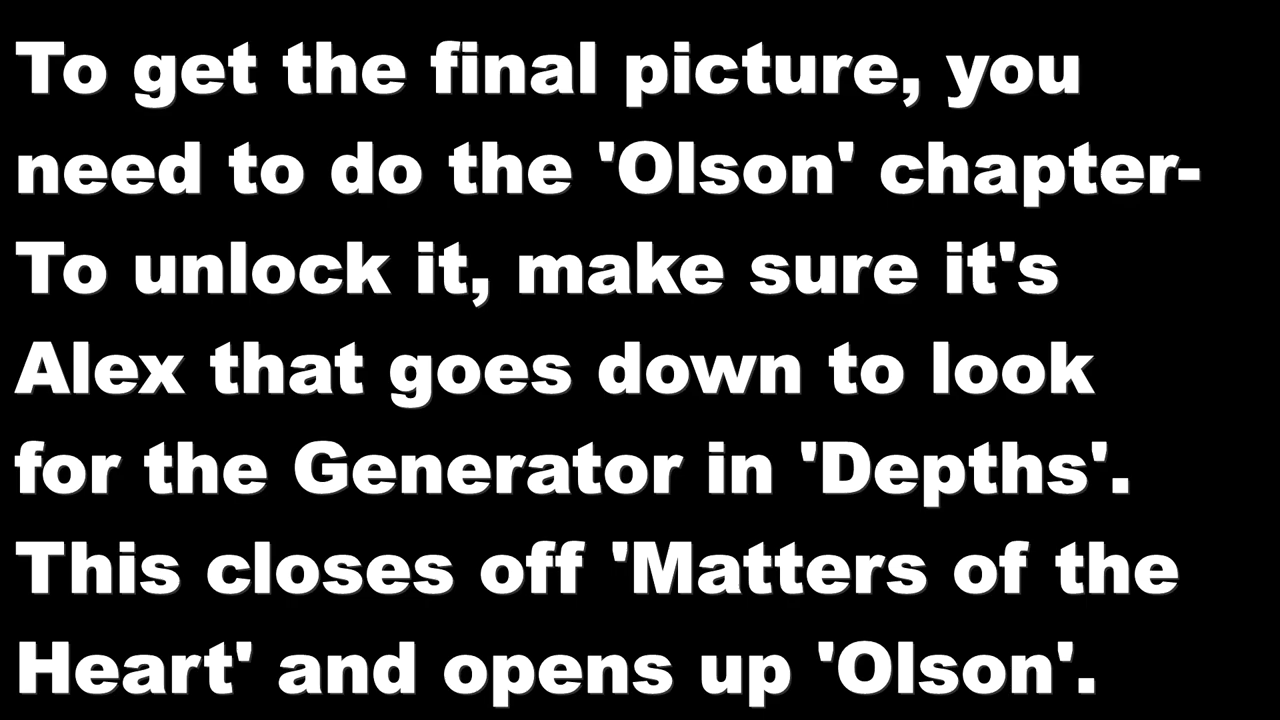 To get the final picture, you
need to do the 'Olson' chapter-
To unlock it, make sure it's
Alex that goes down to look
for the Generator in 'Depths'.
This closes off 'Matters of the
Heart' and opens up 'Olson'.